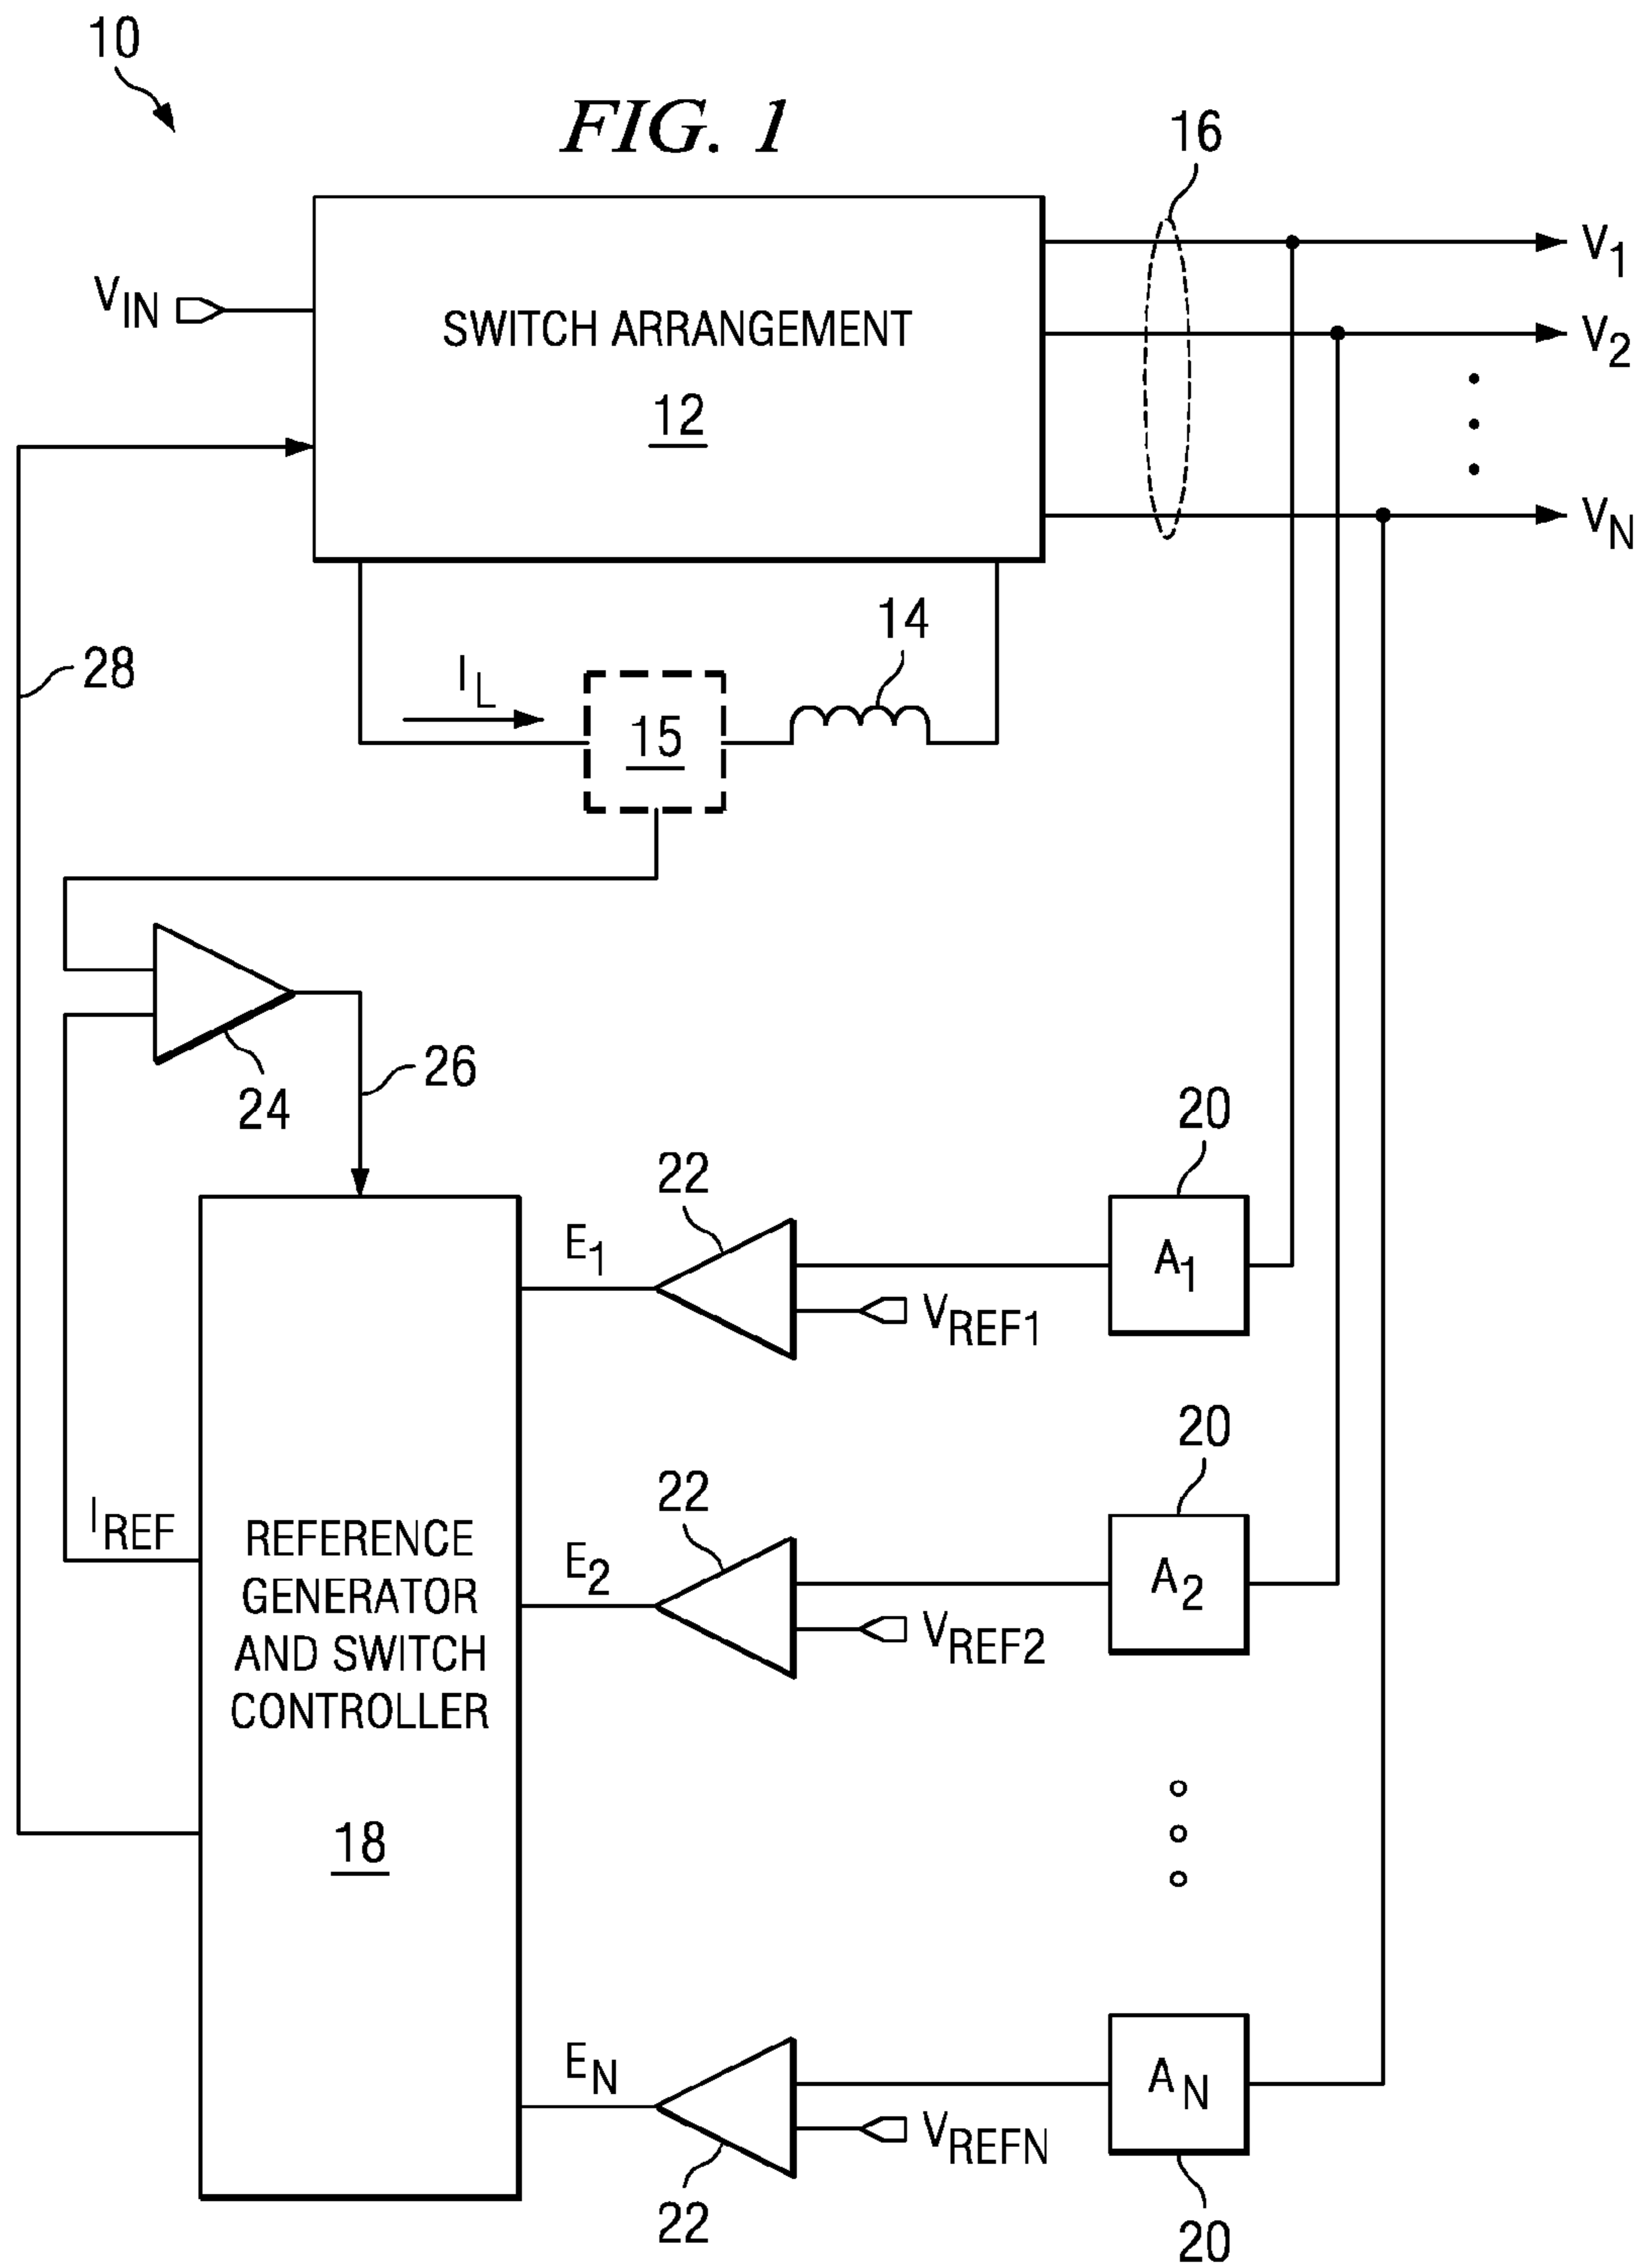 10
FIG. 1
16
V1
VIN
SWITCH ARRANGEMENT
V2
12
VN
14
28
IL
15
26
24
20
22
E1
A1
VREF1
20
22
IREF
REFERENCE
GENERATOR
AND SWITCH
CONTROLLER
E2
A2
VREF2
18
EN
AN
VREFN
22
20